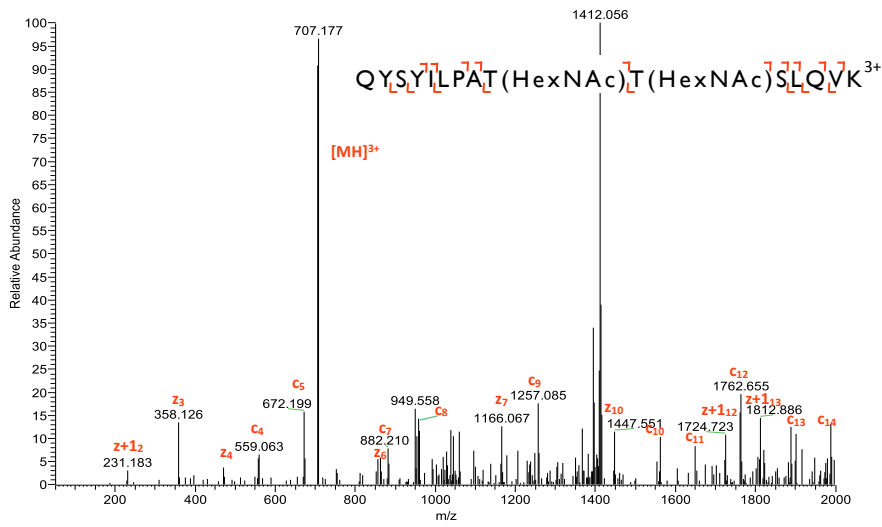 1412.056
707.177
QYSYILPAT(HexNAc)T(HexNAc)SLQVK3+
[MH]3+
Relative Abundance
100
95
90
85
80
75
70
65
60
55
50
45
40
35
30
25
20
15
10
5
0
z+1₂
231.183
z₃
358.126
z₄
c₄
559.063
c₅
672.199
z₆
c₇
882.210
949.558
c₈
z₇
1166.067
c₉
1257.085
z₁₀
1447.551
c₁₀
c₁₁
1724.723
z+1₁₂
c₁₂
1762.655
z+1₁₃
1812.886
c₁₃
c₁₄
200 400 600 800 1000 1200 1400 1600 1800 2000
m/z